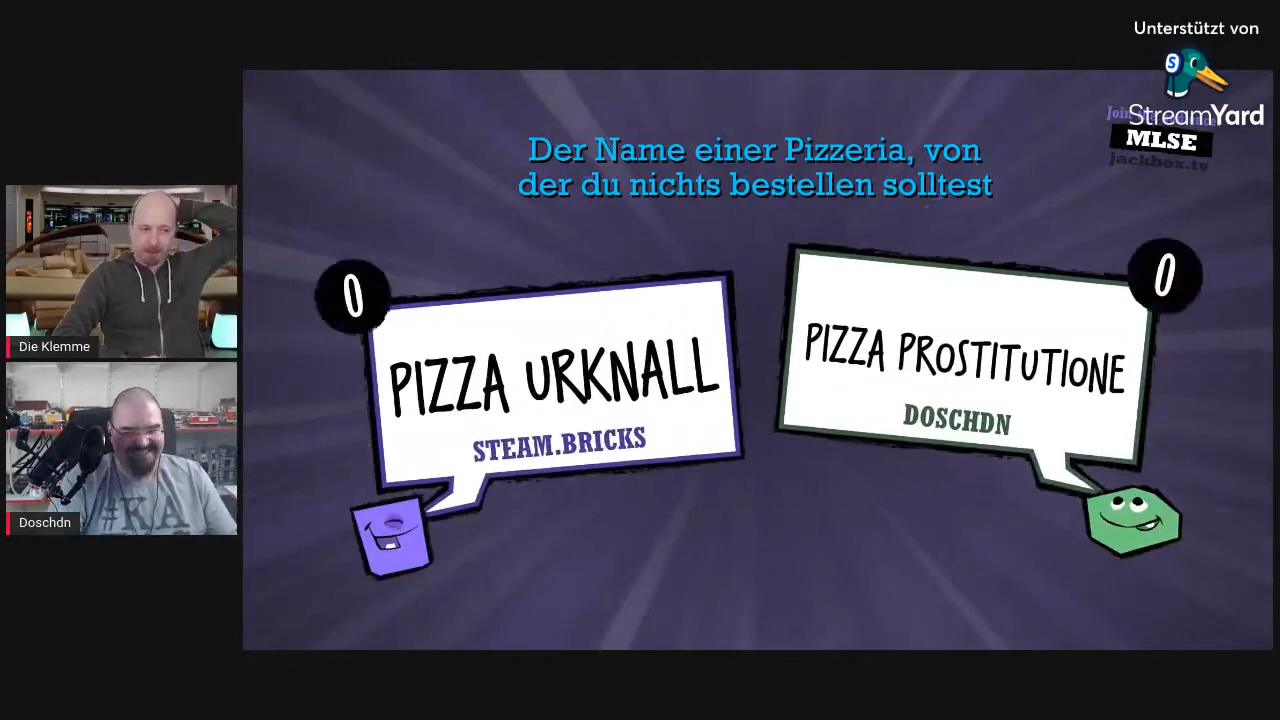 Unterstützt von
StreamYard
MLSE
jackbox.tv
Der Name einer Pizzeria, von
der du nichts bestellen solltest
0
0
PIZZA URKNALL
STEAM.BRICKS
PIZZA PROSTITUTIONE
DOSCHDN
Die Klemme
#KA
Doschdn